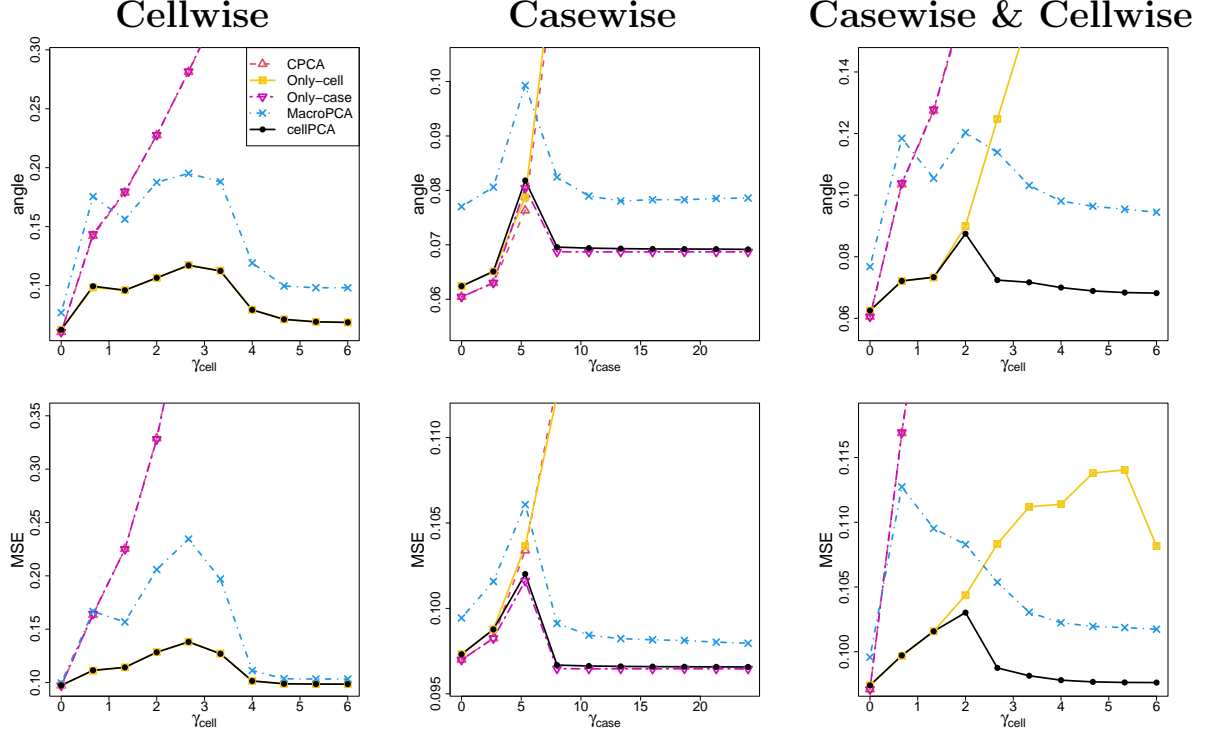 Cellwise Casewise Casewise & Cellwise
angle
0.10 0.15 0.20 0.25 0.30
CPCA
Only−cell
Only−case
MacroPCA
cellPCA
0 1 2 3 4 5 6
γcell
angle
0.06 0.07 0.08 0.09 0.10
0 5 10 15 20
γcase
angle
0.06 0.08 0.10 0.12 0.14
0 1 2 3 4 5 6
γcell
MSE
0.10 0.15 0.20 0.25 0.30 0.35
0 1 2 3 4 5 6
γcell
MSE
0.095 0.100 0.105 0.110
0 5 10 15 20
γcase
MSE
0.100 0.105 0.110 0.115
0 1 2 3 4 5 6
γcell